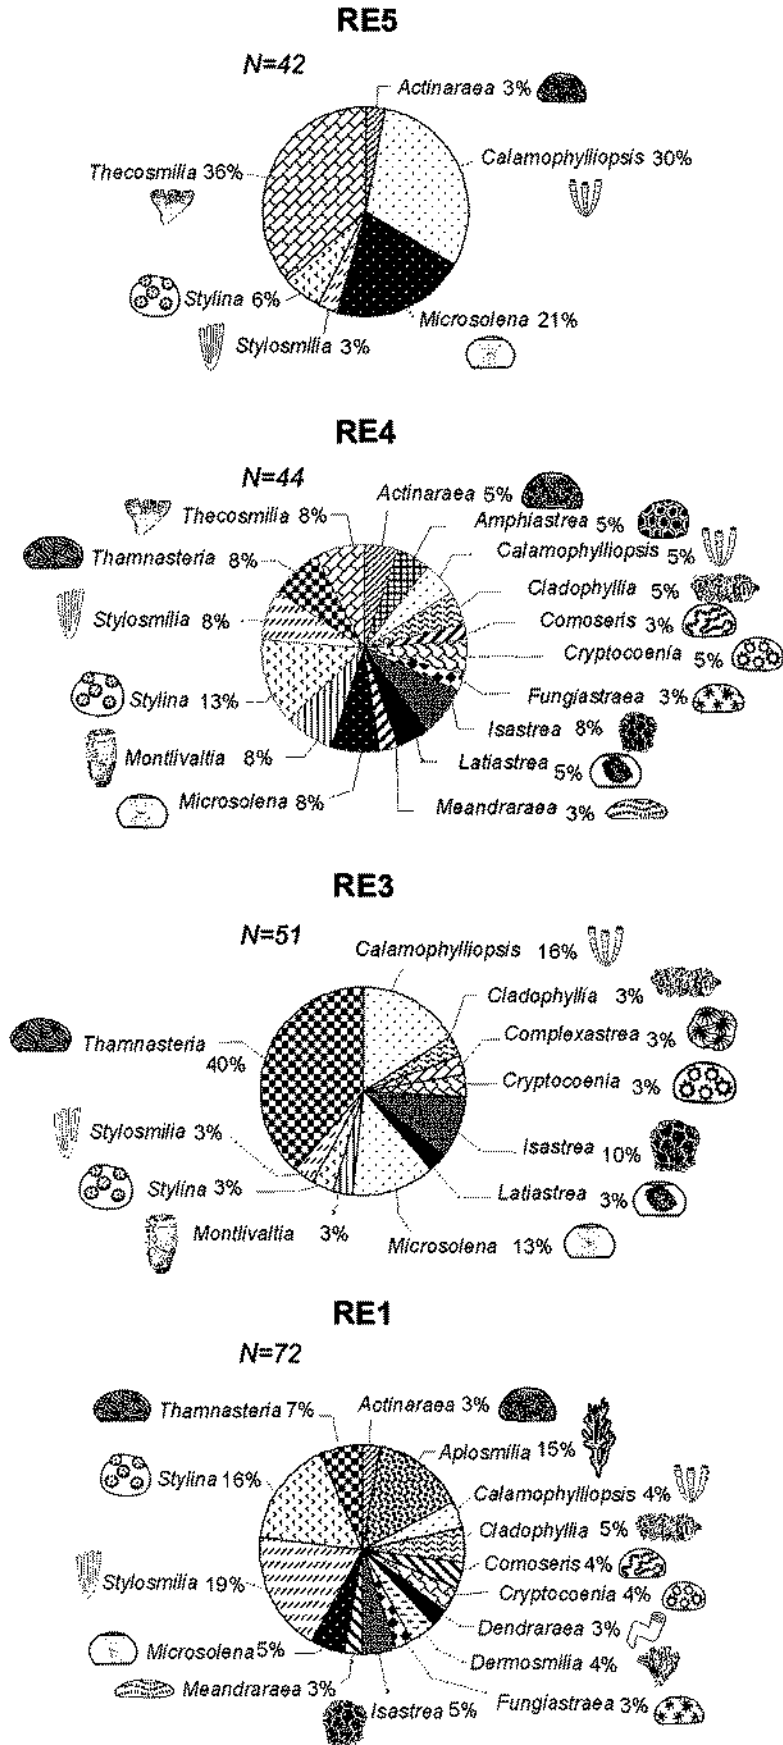 RE5
N=42
Actinaraea 3%
Calamophylliopsis 30%
Thecosmilia 36%
Stylina 6%
Microsolena 21%
Stylosmilia 3%
RE4
N=44
Actinaraea 5%
Thecosmilia 8%
Amphiastrea 5%
Calamophylliopsis 5%
Thamnasteria 8%
Cladophyllia 5%
Stylosmilia 8%
Comoseris 3%
Cryptocoenia 5%
Stylina 13%
Fungiastraea 3%
Isastrea 8%
Montlivaltia 8%
Latiastrea 5%
Microsolena 8%
Meandraraea 3%
RE3
N=51
Calamophylliopsis 16%
Cladophyllia 3%
Thamnasteria 40%
Complexastrea 3%
Cryptocoenia 3%
Stylosmilia 3%
Isastrea 10%
Stylina 3%
Latiastrea 3%
Montlivaltia 3%
Microsolena 13%
RE1
N=72
Thamnasteria 7%
Actinaraea 3%
Aplosmilia 15%
Stylina 16%
Calamophylliopsis 4%
Cladophyllia 5%
Stylosmilia 19%
Comoseris 4%
Cryptocoenia 4%
Dendraraea 3%
Microsolena 5%
Dermosmilia 4%
Meandraraea 3%
Isastrea 5%
Fungiastraea 3%